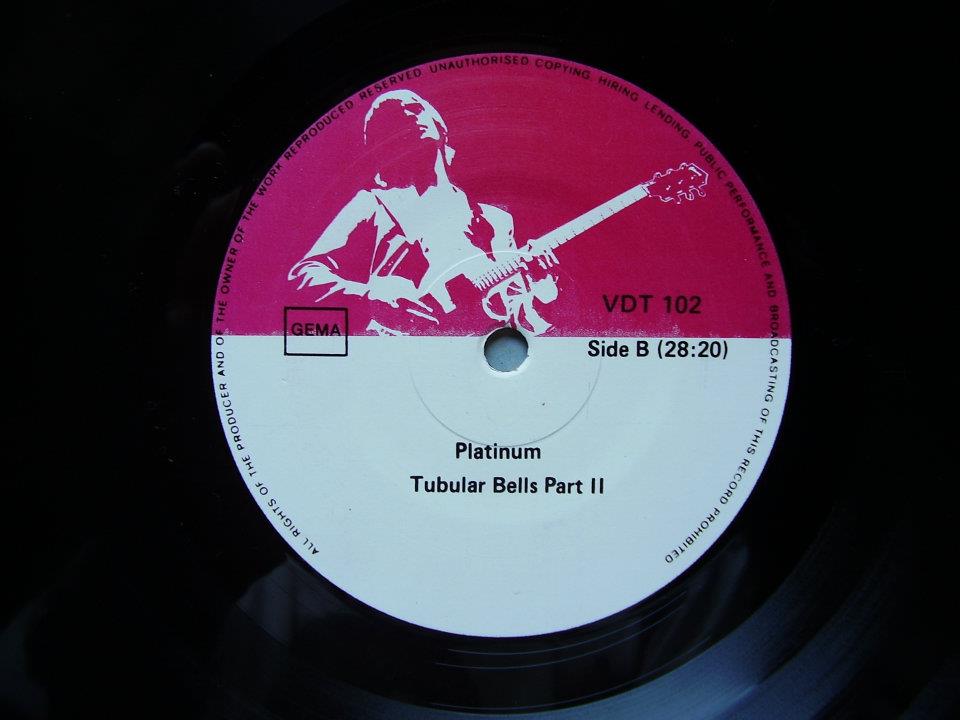 ALL RIGHTS OF THE PRODUCER AND OF THE OWNER OF THE WORK REPRODUCED RESERVED UNAUTHORISED COPYING, HIRING, LENDING, PUBLIC PERFORMANCE AND BROADCASTING OF THIS RECORD PROHIBITED
VDT 102
GEMA
Side B (28:20)
Platinum
Tubular Bells Part II